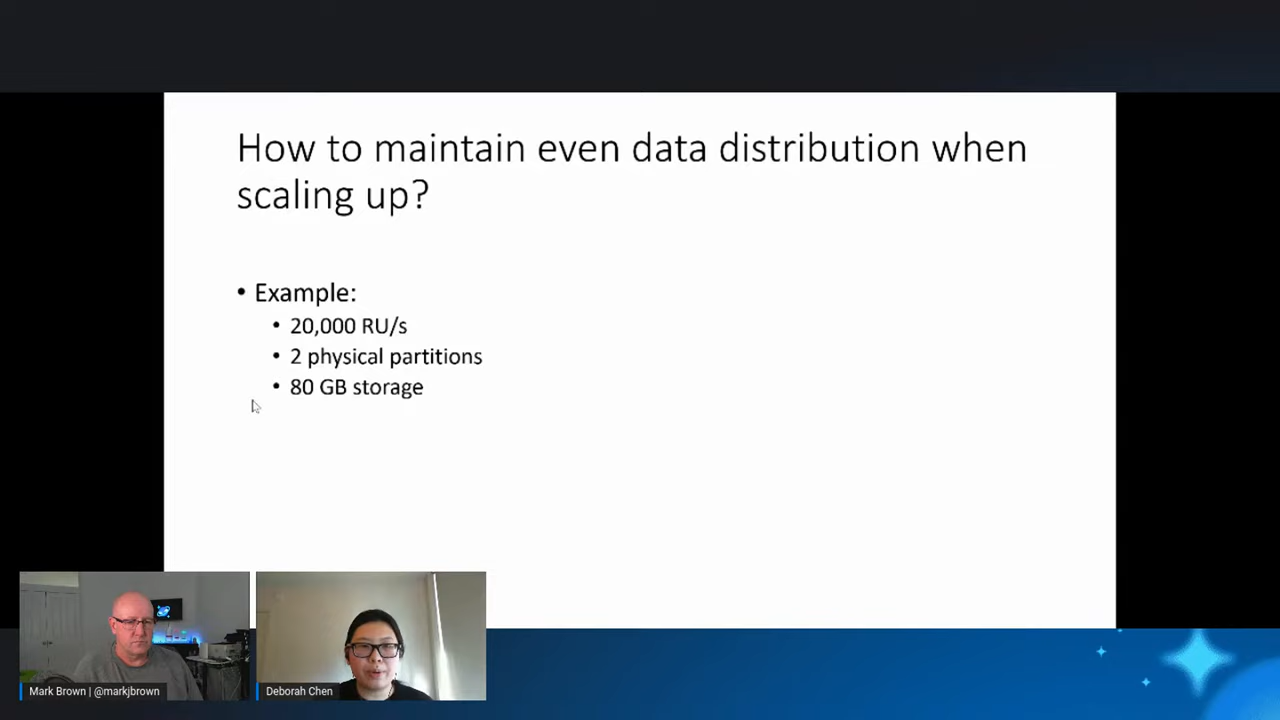 How to maintain even data distribution when
scaling up?
• Example:
• 20,000 RU/s
• 2 physical partitions
• 80 GB storage
Mark Brown | @markjbrown
Deborah Chen